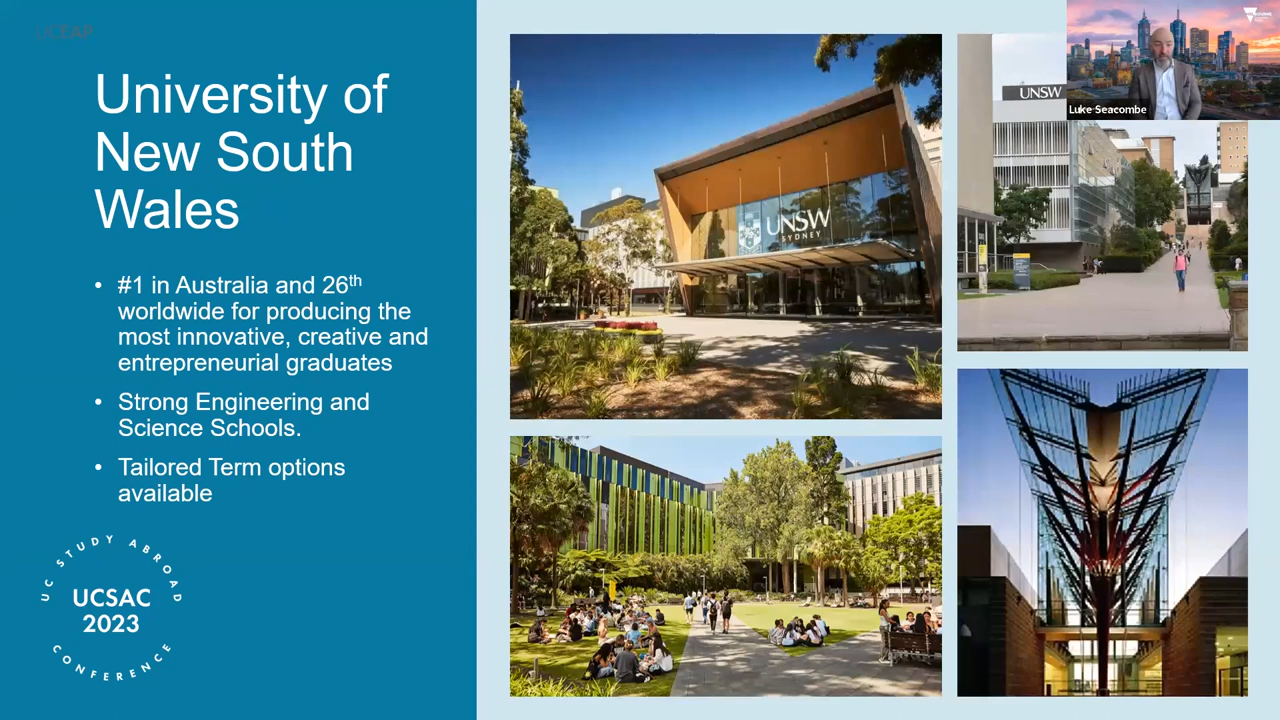 UCEAP
University of
New South
Wales
• #1 in Australia and 26th
worldwide for producing the
most innovative, creative and
entrepreneurial graduates
• Strong Engineering and
Science Schools.
• Tailored Term options
available
UC STUDY ABROAD
UCSAC
2023
CONFERENCE
UNSW
SYDNEY
UNSW
Luke Seacombe